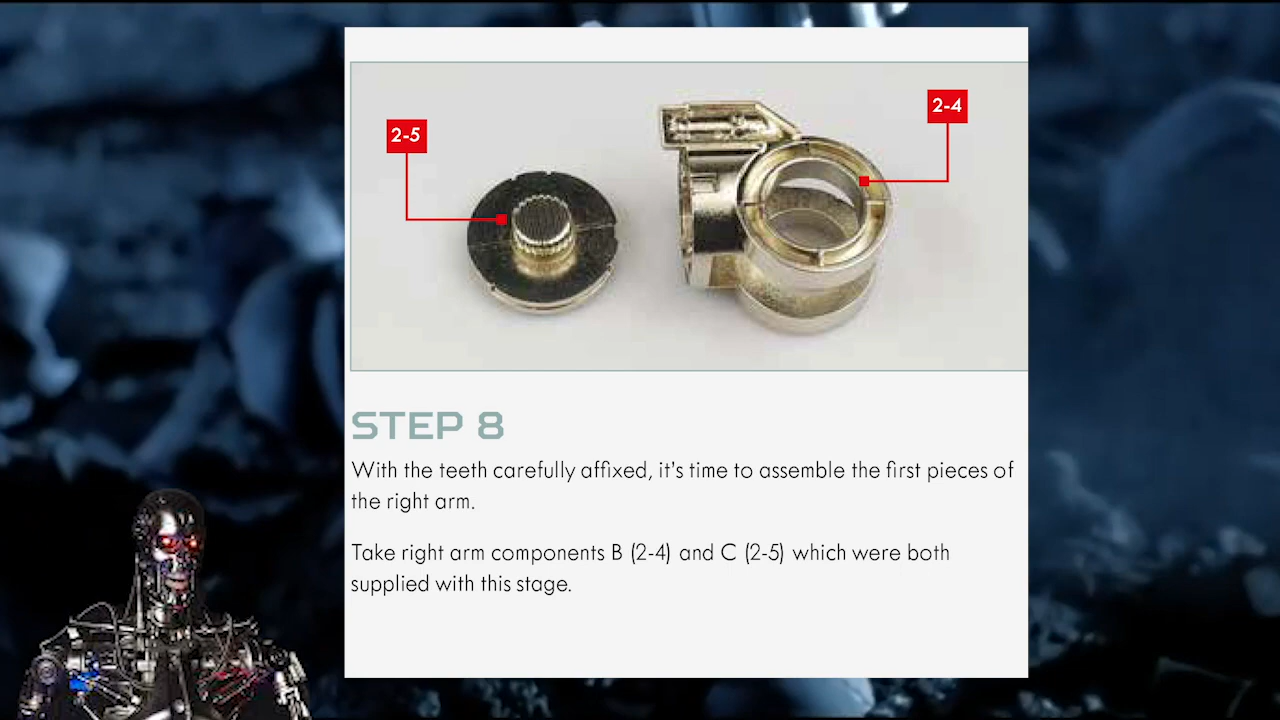 2-5
2-4
STEP 8
With the teeth carefully affixed, it's time to assemble the first pieces of
the right arm.
Take right arm components B (2-4) and C (2-5) which were both
supplied with this stage.